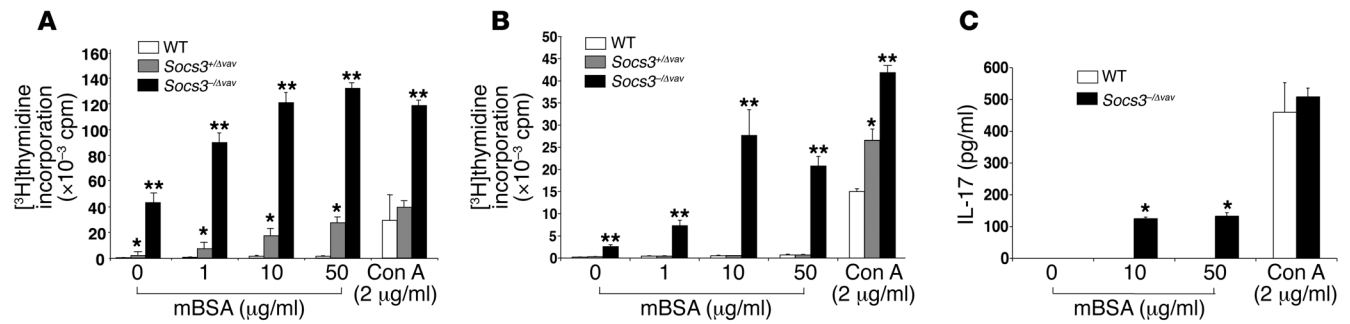 A
[³H]thymidine
incorporation
(×10⁻³ cpm)
160
140
120
100
80
60
40
20
0
WT
Socs3⁺/Δvav
Socs3⁻/Δvav
*
**
*
**
*
**
*
**
**
0
1
10
50
Con A
(2 μg/ml)
mBSA (μg/ml)
B
[³H]thymidine
incorporation
(×10⁻³ cpm)
50
45
40
35
30
25
20
15
10
5
0
WT
Socs3⁺/Δvav
Socs3⁻/Δvav
**
**
**
**
*
**
0
1
10
50
Con A
(2 μg/ml)
mBSA (μg/ml)
C
IL-17 (pg/ml)
600
500
400
300
200
100
0
WT
Socs3⁻/Δvav
*
*
0
10
50
Con A
(2 μg/ml)
mBSA (μg/ml)